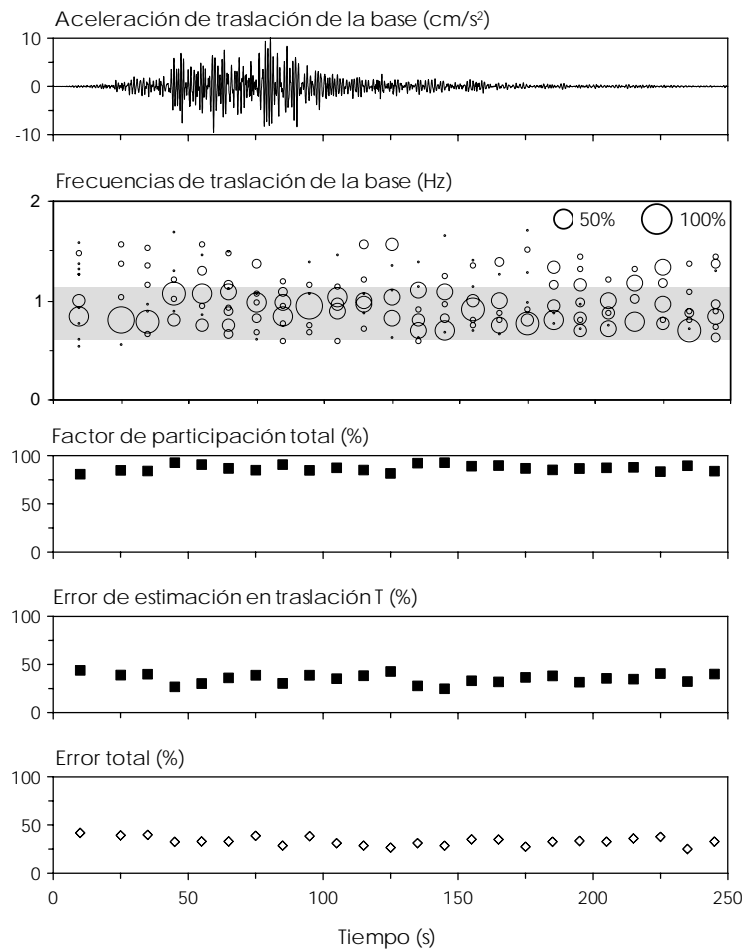 Aceleración de traslación de la base (cm/s²)
10
0
-10
Frecuencias de traslación de la base (Hz)
2
50%
100%
1
0
Factor de participación total (%)
100
50
0
Error de estimación en traslación T (%)
100
50
0
Error total (%)
100
50
0
0 50 100 150 200 250
Tiempo (s)